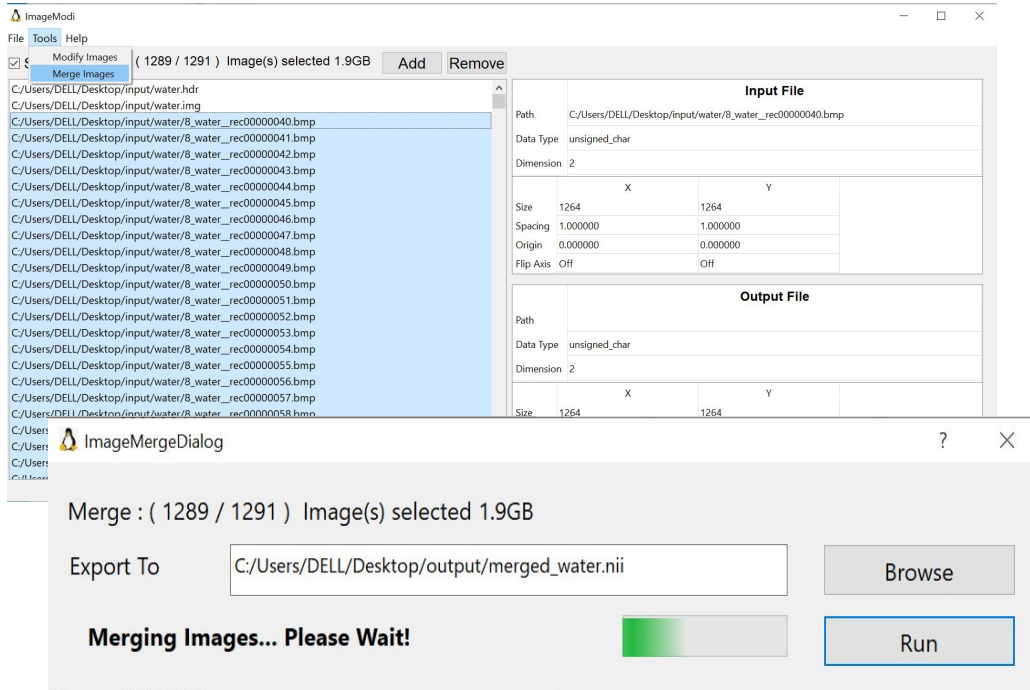 ImageModi
File Tools Help
Modify Images
Merge Images
( 1289 / 1291 ) Image(s) selected 1.9GB
Add
Remove
C:/Users/DELL/Desktop/input/water.hdr
C:/Users/DELL/Desktop/input/water.img
C:/Users/DELL/Desktop/input/water/8_water__rec00000040.bmp
C:/Users/DELL/Desktop/input/water/8_water__rec00000041.bmp
C:/Users/DELL/Desktop/input/water/8_water__rec00000042.bmp
C:/Users/DELL/Desktop/input/water/8_water__rec00000043.bmp
C:/Users/DELL/Desktop/input/water/8_water__rec00000044.bmp
C:/Users/DELL/Desktop/input/water/8_water__rec00000045.bmp
C:/Users/DELL/Desktop/input/water/8_water__rec00000046.bmp
C:/Users/DELL/Desktop/input/water/8_water__rec00000047.bmp
C:/Users/DELL/Desktop/input/water/8_water__rec00000048.bmp
C:/Users/DELL/Desktop/input/water/8_water__rec00000049.bmp
C:/Users/DELL/Desktop/input/water/8_water__rec00000050.bmp
C:/Users/DELL/Desktop/input/water/8_water__rec00000051.bmp
C:/Users/DELL/Desktop/input/water/8_water__rec00000052.bmp
C:/Users/DELL/Desktop/input/water/8_water__rec00000053.bmp
C:/Users/DELL/Desktop/input/water/8_water__rec00000054.bmp
C:/Users/DELL/Desktop/input/water/8_water__rec00000055.bmp
C:/Users/DELL/Desktop/input/water/8_water__rec00000056.bmp
C:/Users/DELL/Desktop/input/water/8_water__rec00000057.bmp
C:/Users/DELL/Desktop/input/water/8_water__rec00000058.bmp
C:/Users
C:/Users
C:/Users
C:/Users
Input File
Path C:/Users/DELL/Desktop/input/water/8_water__rec00000040.bmp
Data Type unsigned_char
Dimension 2
X Y
Size 1264 1264
Spacing 1.000000 1.000000
Origin 0.000000 0.000000
Flip Axis Off Off
Output File
Path
Data Type unsigned_char
Dimension 2
X Y
Size 1264 1264
ImageMergeDialog ?
Merge : ( 1289 / 1291 ) Image(s) selected 1.9GB
Export To C:/Users/DELL/Desktop/output/merged_water.nii Browse
Merging Images... Please Wait! Run